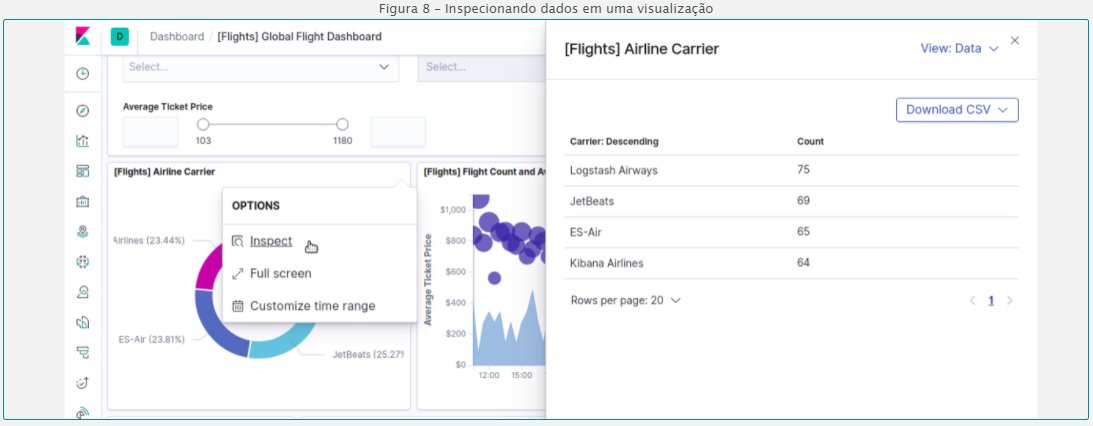 Figura 8 – Inspecionando dados em uma visualização
D
Dashboard / [Flights] Global Flight Dashboard
Select...
Select...
Average Ticket Price
103
1180
[Flights] Airline Carrier
OPTIONS
Inspect
Full screen
Customize time range
Airlines (23.44%)
ES-Air (23.81%)
JetBeats (25.27%
[Flights] Flight Count and Av
Average Ticket Price
$1,000
$800
$600
$400
$200
$0
12:00 15:00
[Flights] Airline Carrier
View: Data
Download CSV
Carrier: Descending Count
Logstash Airways 75
JetBeats 69
ES-Air 65
Kibana Airlines 64
Rows per page: 20
1